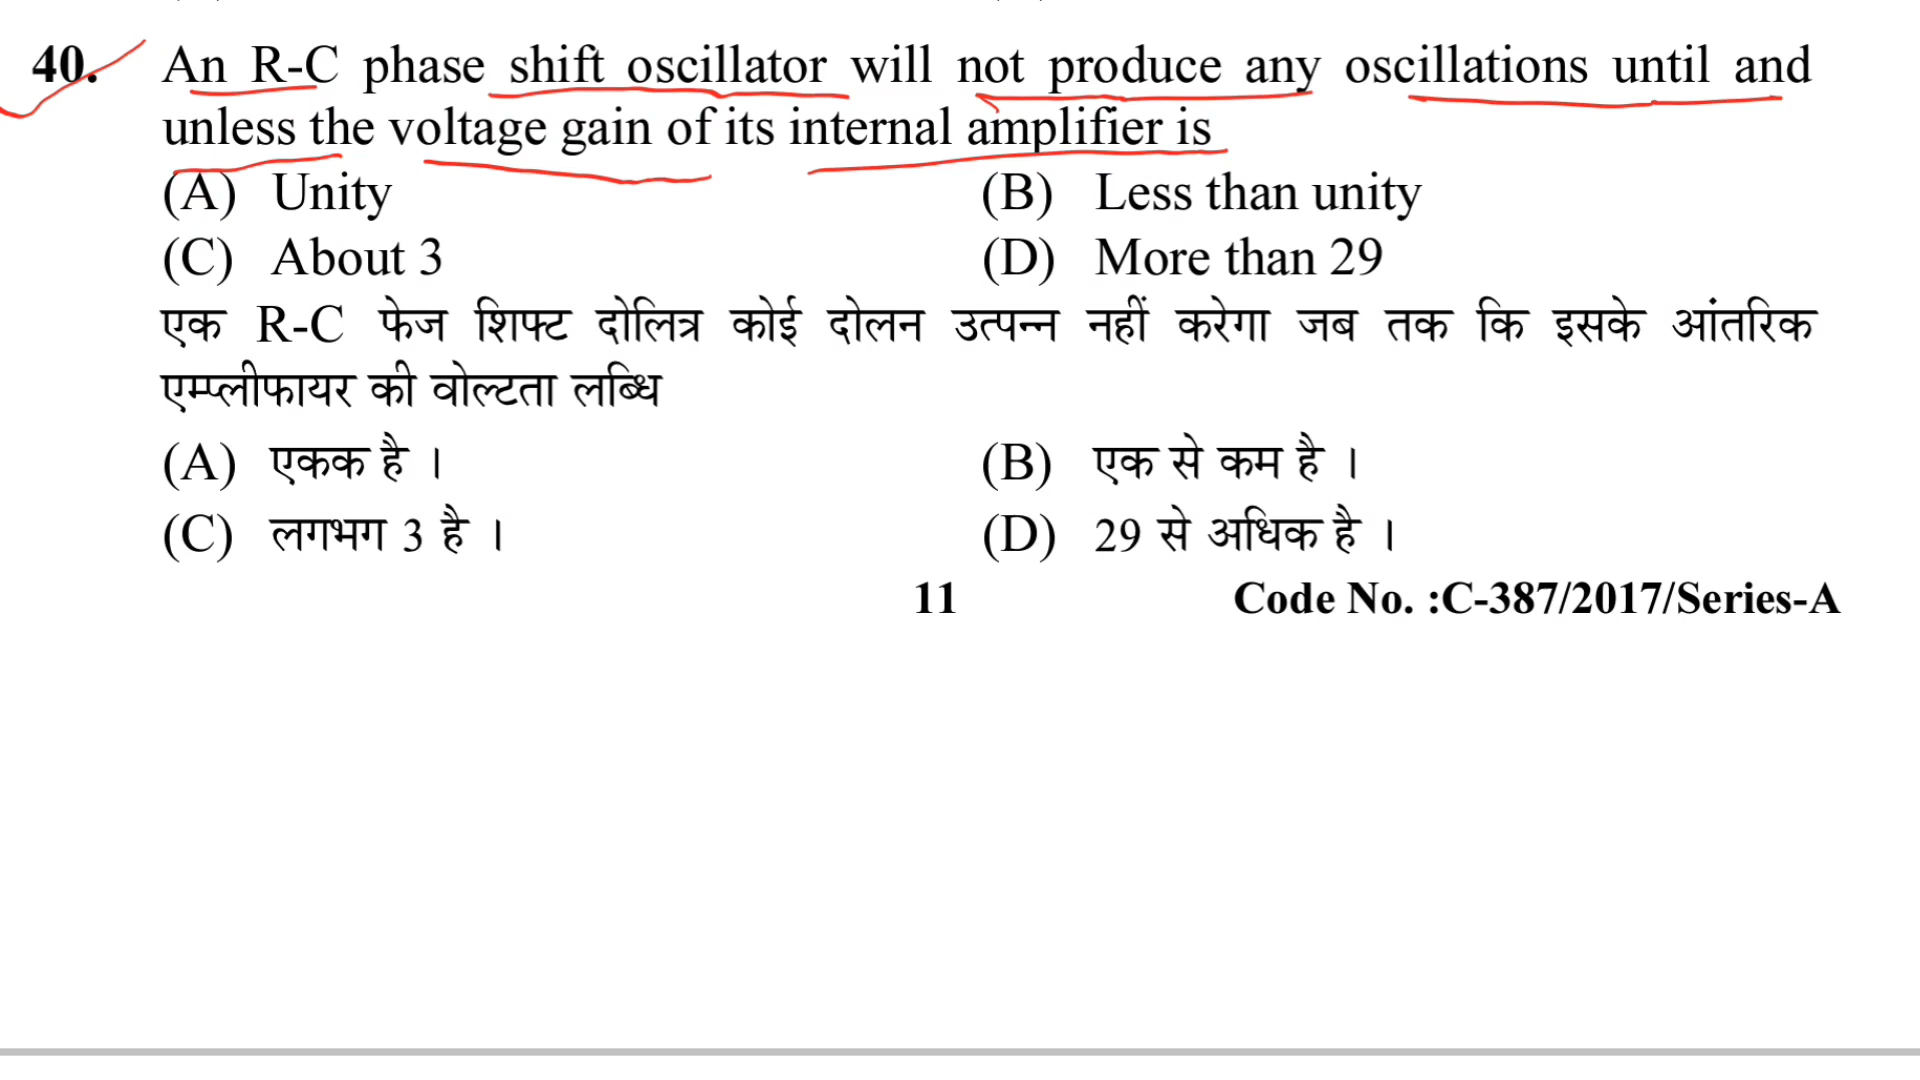 40. An R-C phase shift oscillator will not produce any oscillations until and
unless the voltage gain of its internal amplifier is
(A) Unity (B) Less than unity
(C) About 3 (D) More than 29
एक R-C फेज शिफ्ट दोलित्र कोई दोलन उत्पन्न नहीं करेगा जब तक कि इसके आंतरिक
एम्प्लीफायर की वोल्टता लब्धि
(A) एकक है । (B) एक से कम है ।
(C) लगभग 3 है । (D) 29 से अधिक है ।
11 Code No. :C-387/2017/Series-A